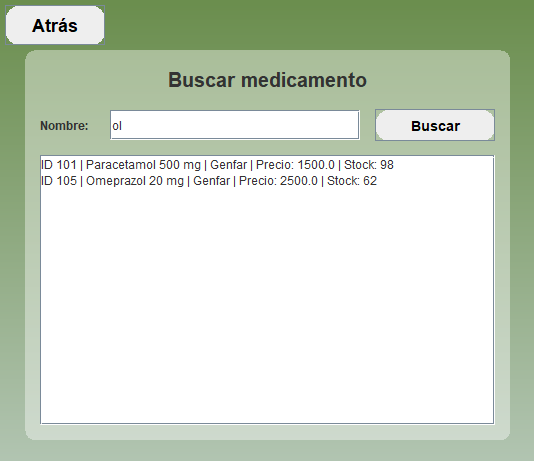 Atrás
Buscar medicamento
Nombre: ol Buscar
ID 101 | Paracetamol 500 mg | Genfar | Precio: 1500.0 | Stock: 98
ID 105 | Omeprazol 20 mg | Genfar | Precio: 2500.0 | Stock: 62